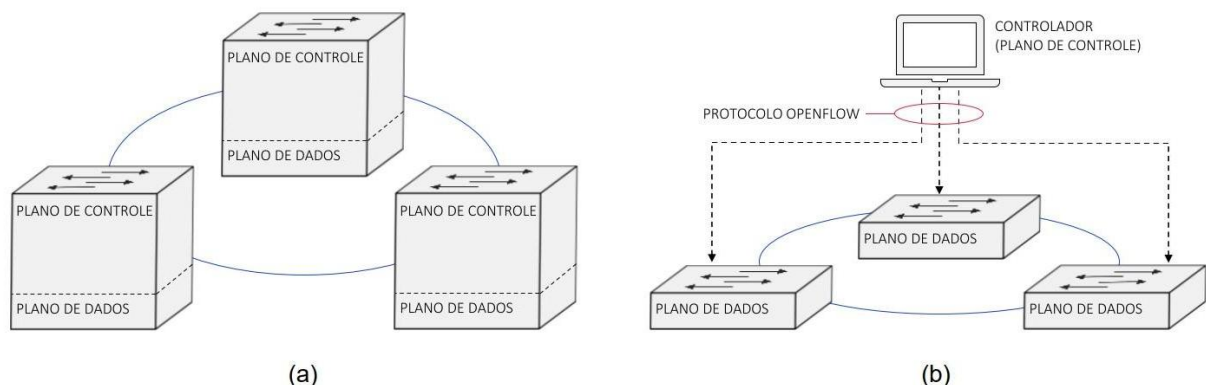 PLANO DE CONTROLE
PLANO DE DADOS
PLANO DE CONTROLE
PLANO DE DADOS
PLANO DE CONTROLE
PLANO DE DADOS
(a)
CONTROLADOR
(PLANO DE CONTROLE)
PROTOCOLO OPENFLOW
PLANO DE DADOS
PLANO DE DADOS
PLANO DE DADOS
(b)